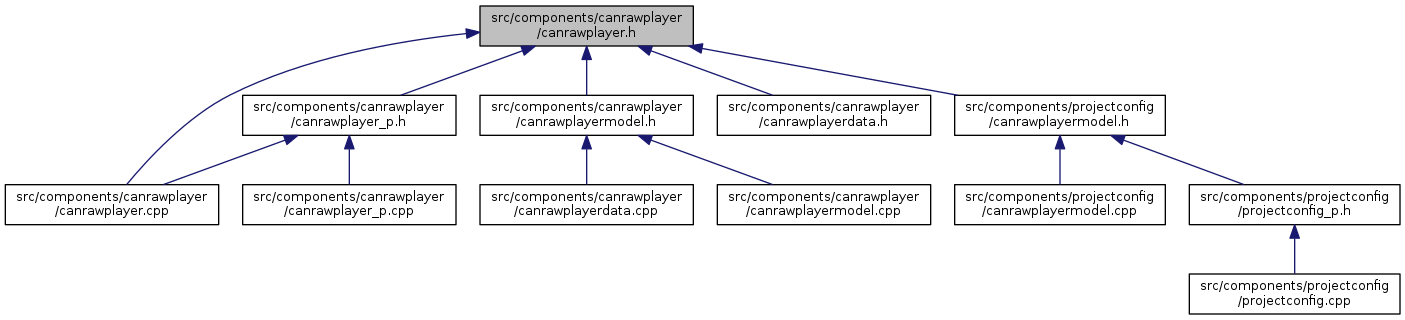 src/components/canrawplayer
/canrawplayer.h
src/components/canrawplayer
/canrawplayer_p.h
src/components/canrawplayer
/canrawplayermodel.h
src/components/canrawplayer
/canrawplayerdata.h
src/components/projectconfig
/canrawplayermodel.h
src/components/canrawplayer
/canrawplayer.cpp
src/components/canrawplayer
/canrawplayer_p.cpp
src/components/canrawplayer
/canrawplayerdata.cpp
src/components/canrawplayer
/canrawplayermodel.cpp
src/components/projectconfig
/canrawplayermodel.cpp
src/components/projectconfig
/projectconfig_p.h
src/components/projectconfig
/projectconfig.cpp